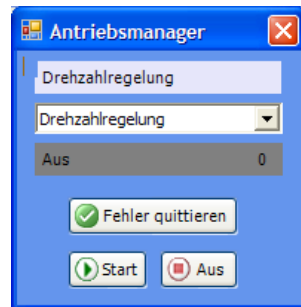 Antriebsmanager
Drehzahlregelung
Drehzahlregelung
Aus 0
Fehler quittieren
Start Aus